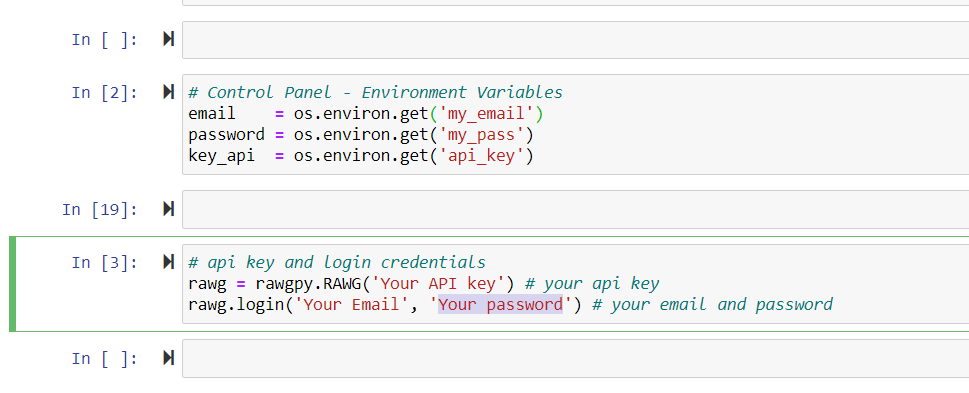 In [ ]:
In [2]:
# Control Panel - Environment Variables
email    = os.environ.get('my_email')
password = os.environ.get('my_pass')
key_api  = os.environ.get('api_key')
In [19]:
In [3]:
# api key and login credentials
rawg = rawgpy.RAWG('Your API key') # your api key
rawg.login('Your Email', 'Your password') # your email and password
In [ ]: